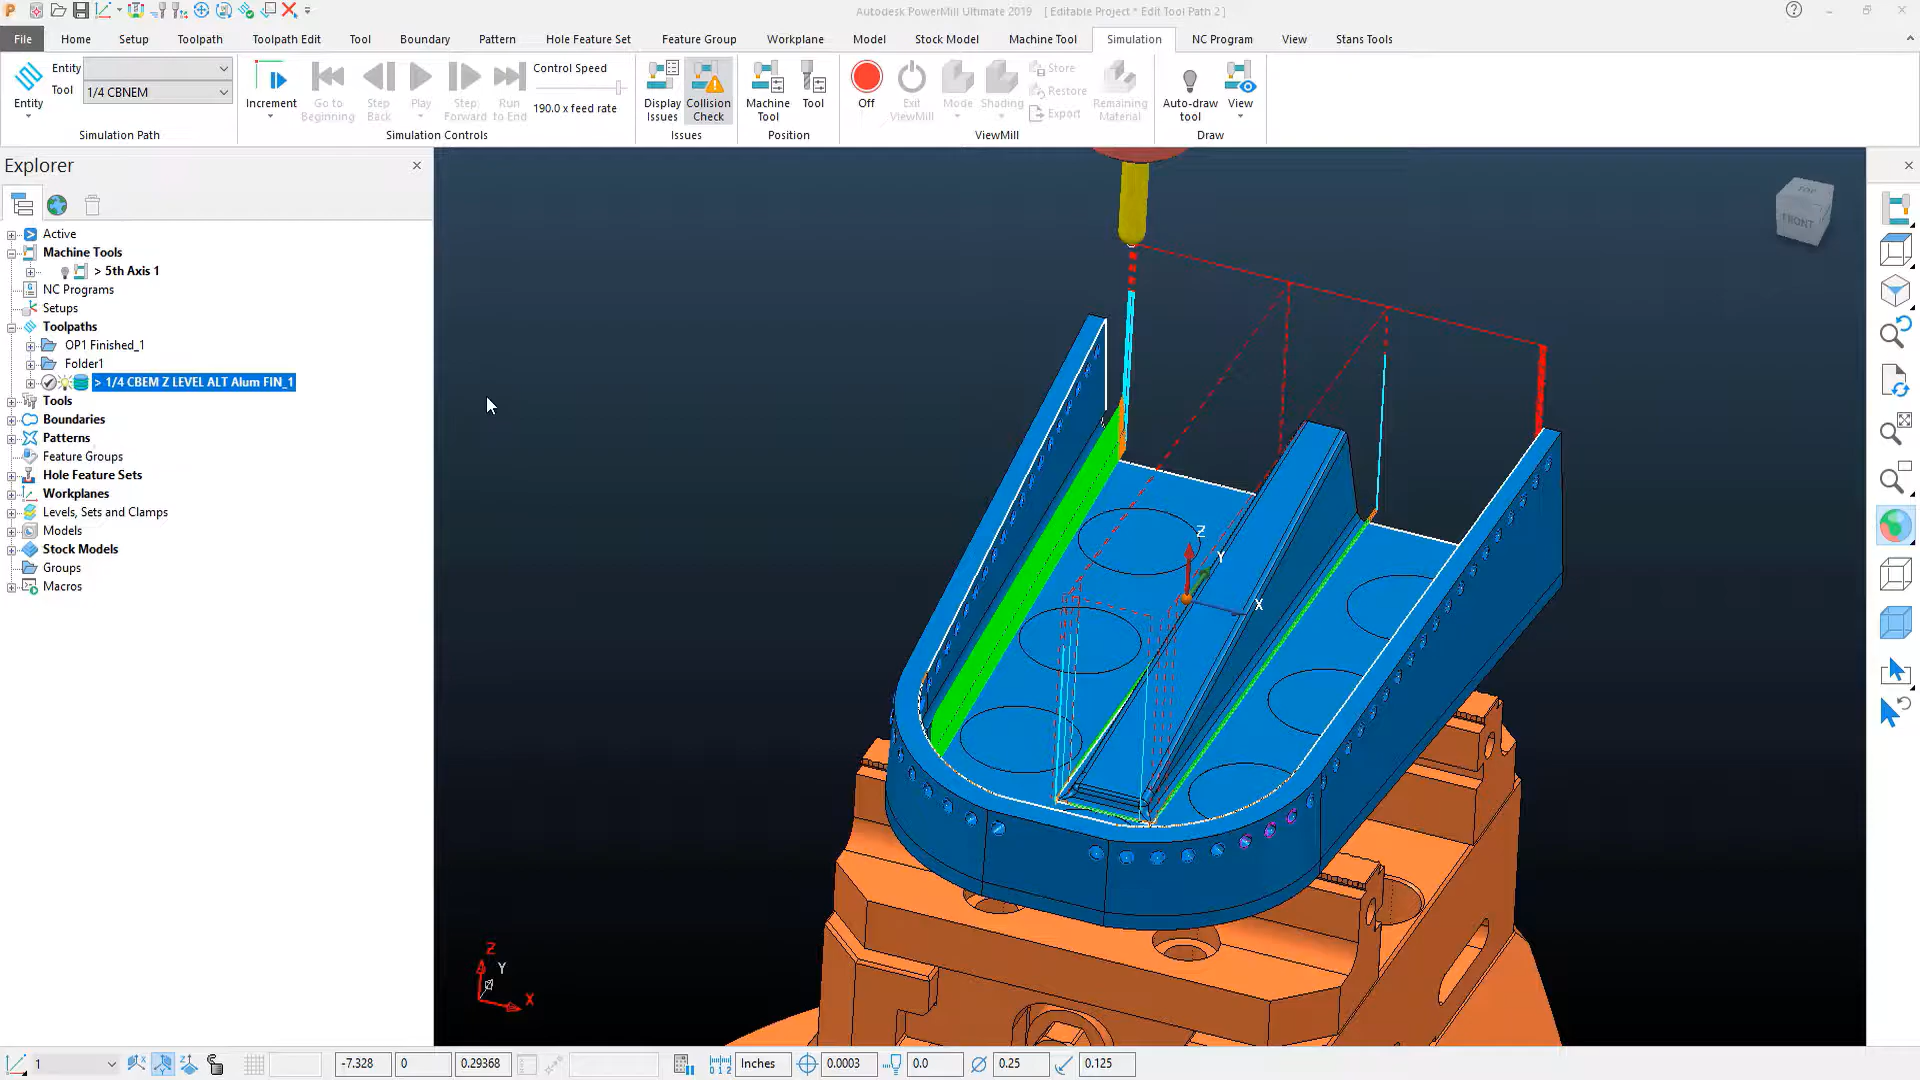 Autodesk PowerMill Ultimate 2019 [ Editable Project * Edit Tool Path 2 ]
File Home Setup Toolpath Toolpath Edit Tool Boundary Pattern Hole Feature Set Feature Group Workplane Model Stock Model Machine Tool Simulation NC Program View Stans Tools
Entity
Entity
Tool 1/4 CBNEM
Simulation Path
Increment
Go to Beginning
Step Back
Play
Step Forward
Run to End
Control Speed
190.0 x feed rate
Simulation Controls
Display Issues
Collision Check
Issues
Machine Tool
Tool
Position
Off
Exit ViewMill
Mode
Shading
Store
Restore
Export
Remaining Material
ViewMill
Auto-draw tool
View
Draw
Explorer
Active
Machine Tools
> 5th Axis 1
NC Programs
Setups
Toolpaths
OP1 Finished_1
Folder1
> 1/4 CBEM Z LEVEL ALT Alum FIN_1
Tools
Boundaries
Patterns
Feature Groups
Hole Feature Sets
Workplanes
Levels, Sets and Clamps
Models
Stock Models
Groups
Macros
TOP
FRONT
Z
Y
X
Z
Y
X
1 -7.328 0 0.29368 Inches 0.0003 0.0 0.25 0.125